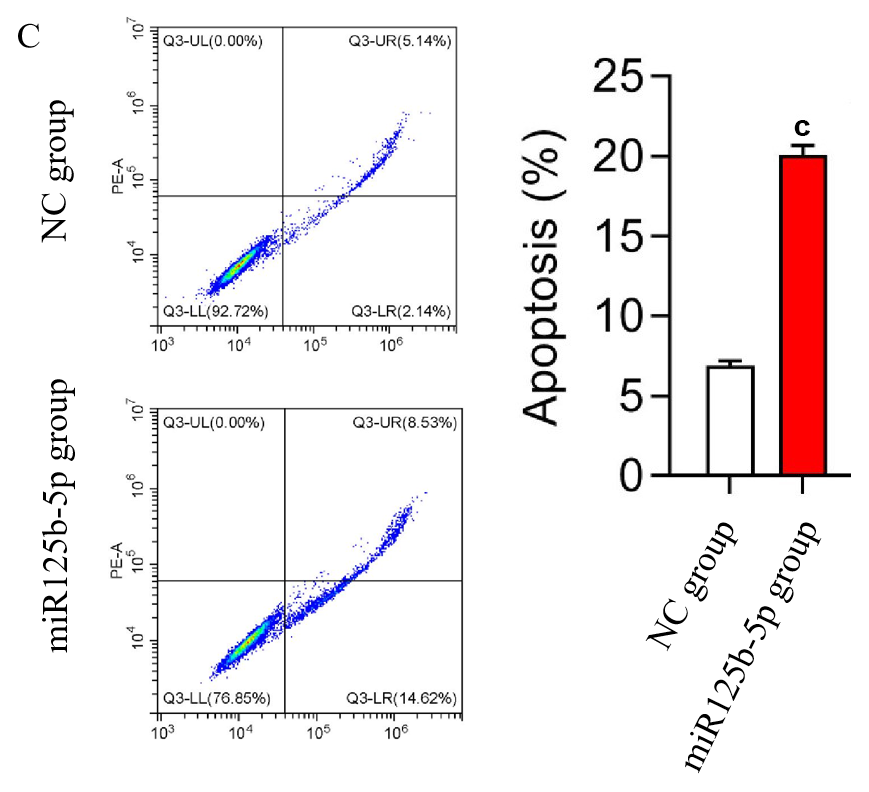 C
NC group
Q3-UL(0.00%)
Q3-UR(5.14%)
PE-A
10^7
10^6
10^5
10^4
Q3-LL(92.72%)
Q3-LR(2.14%)
10^3
10^4
10^5
10^6
miR125b-5p group
Q3-UL(0.00%)
Q3-UR(8.53%)
PE-A
10^7
10^6
10^5
10^4
Q3-LL(76.85%)
Q3-LR(14.62%)
10^3
10^4
10^5
10^6
Apoptosis (%)
25
20
15
10
5
0
c
NC group
miR125b-5p group